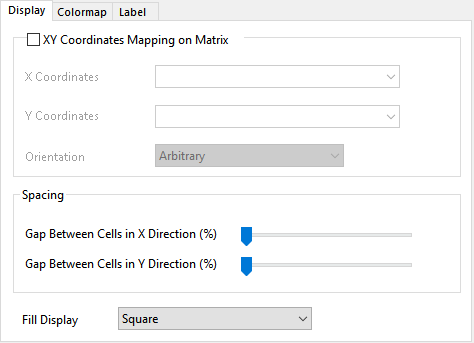 Display Colormap Label
XY Coordinates Mapping on Matrix
X Coordinates
Y Coordinates
Orientation Arbitrary
Spacing
Gap Between Cells in X Direction (%)
Gap Between Cells in Y Direction (%)
Fill Display Square